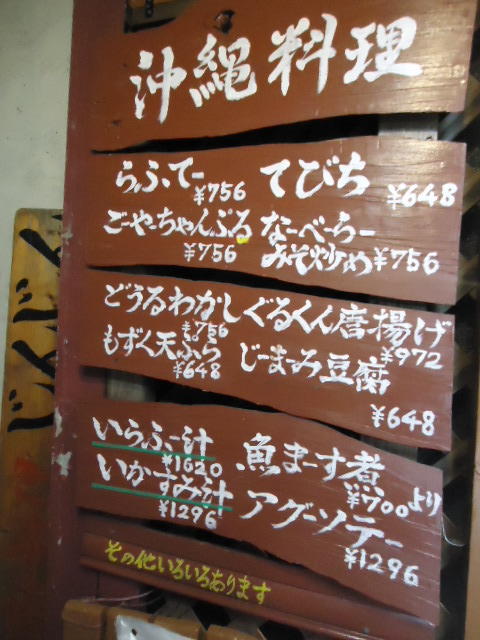 沖縄料理
らふてー ¥756
てびち ¥648
ごーやーちゃんぶる ¥756
なーべーらー
みそ炒め ¥756
どぅるわかし ¥756
ぐるくん唐揚げ ¥972
もずく天ぷら ¥648
じーまーみ豆腐 ¥648
いらぶー汁 ¥1620
魚まーす煮 ¥700より
いかすみ汁 ¥1296
アグーソテー ¥1296
その他いろいろあります
じんじん